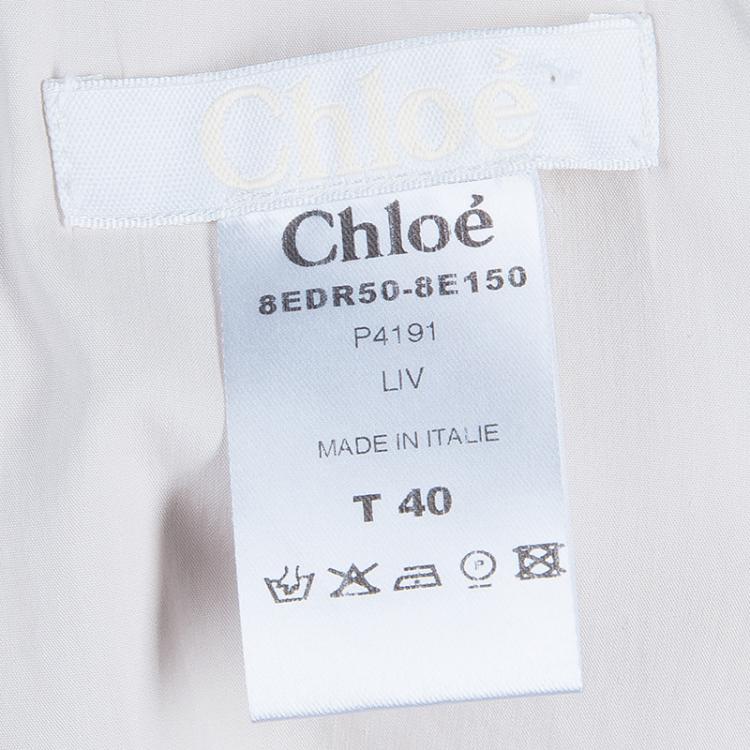 Chloé
Chloé
8EDR50-8E150
P4191
LIV
MADE IN ITALIE
T 40
P